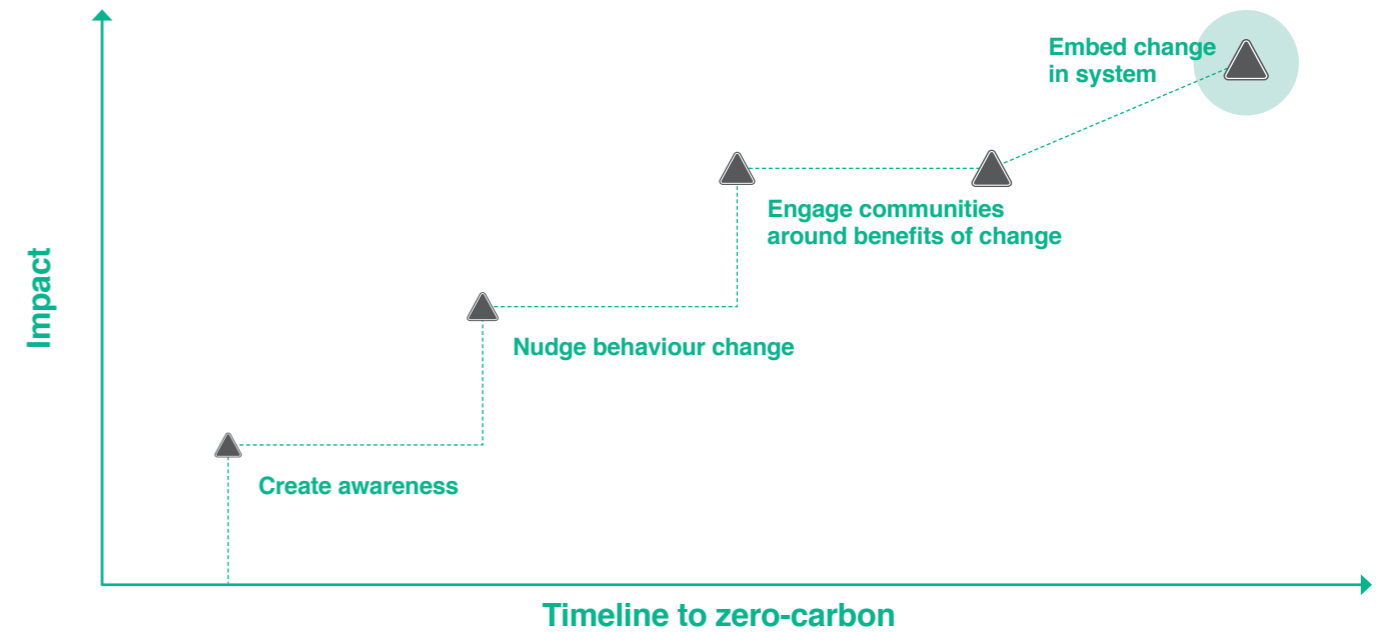 Embed change
in system
Engage communities
around benefits of change
Impact
Nudge behaviour change
Create awareness
Timeline to zero-carbon